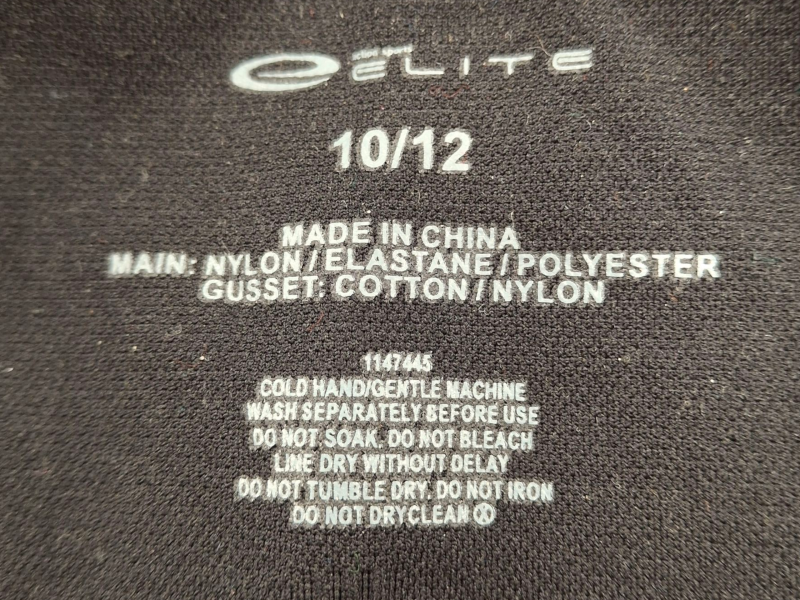 ELITE
10/12
MADE IN CHINA
MAIN: NYLON/ELASTANE/POLYESTER
GUSSET: COTTON/NYLON
1147445
COLD HAND/GENTLE MACHINE
WASH SEPARATELY BEFORE USE
DO NOT SOAK. DO NOT BLEACH
LINE DRY WITHOUT DELAY
DO NOT TUMBLE DRY. DO NOT IRON
DO NOT DRYCLEAN